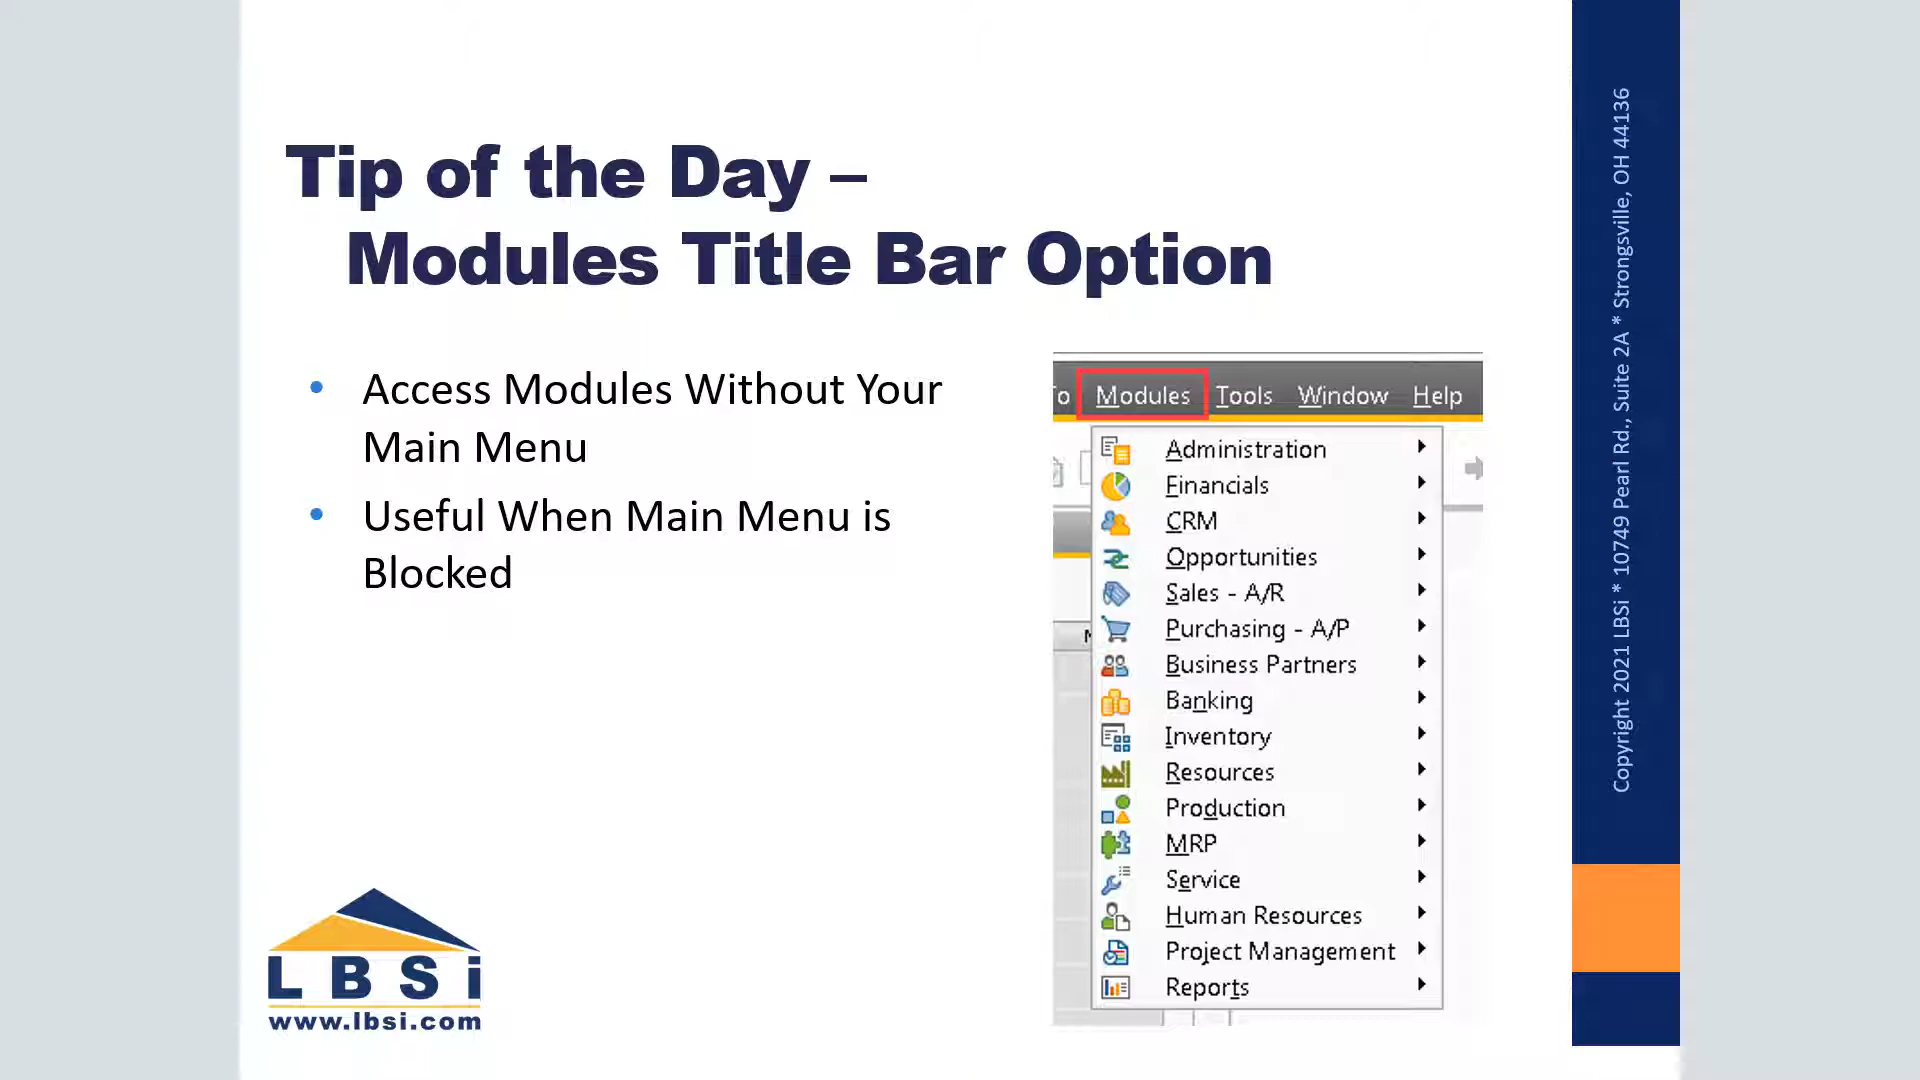 Tip of the Day –
Modules Title Bar Option
• Access Modules Without Your
Main Menu
• Useful When Main Menu is
Blocked
Modules Tools Window Help
Administration
Financials
CRM
Opportunities
Sales - A/R
Purchasing - A/P
Business Partners
Banking
Inventory
Resources
Production
MRP
Service
Human Resources
Project Management
Reports
LBSi
www.lbsi.com
Copyright 2021 LBSi * 10749 Pearl Rd., Suite 2A * Strongsville, OH 44136